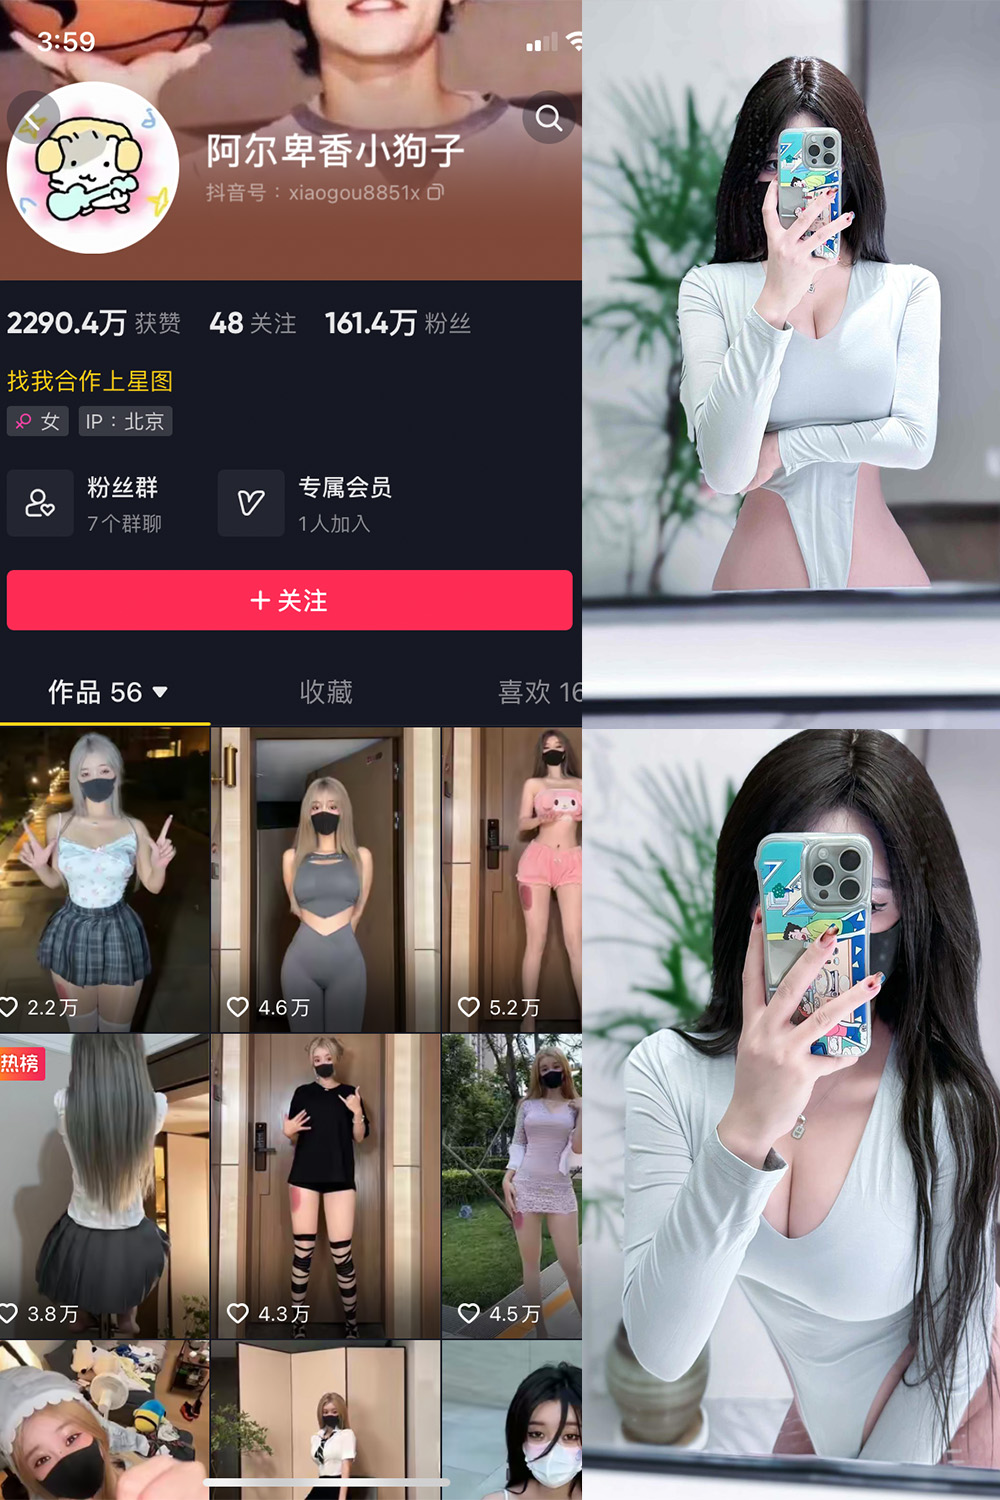 3:59
阿尔卑香小狗子
抖音号：xiaogou8851x
2290.4万 获赞 48 关注 161.4万 粉丝
找我合作上星图
女 IP：北京
粉丝群
7个群聊
专属会员
1人加入
+ 关注
作品 56 收藏 喜欢 16
2.2万 4.6万 5.2万
热榜
3.8万 4.3万 4.5万